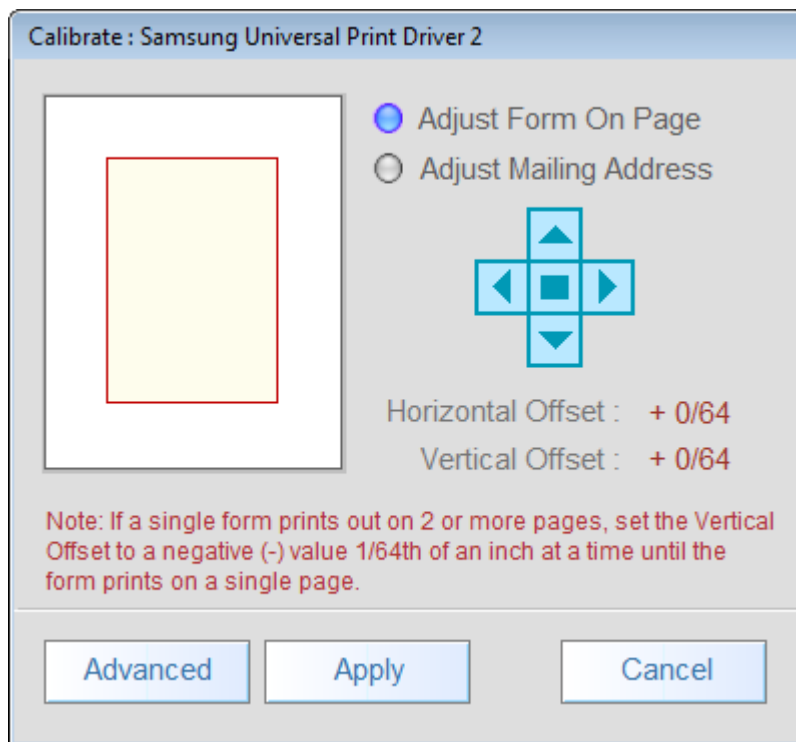 Calibrate : Samsung Universal Print Driver 2
Adjust Form On Page
Adjust Mailing Address
Horizontal Offset : + 0/64
Vertical Offset : + 0/64
Note: If a single form prints out on 2 or more pages, set the Vertical
Offset to a negative (-) value 1/64th of an inch at a time until the
form prints on a single page.
Advanced Apply Cancel